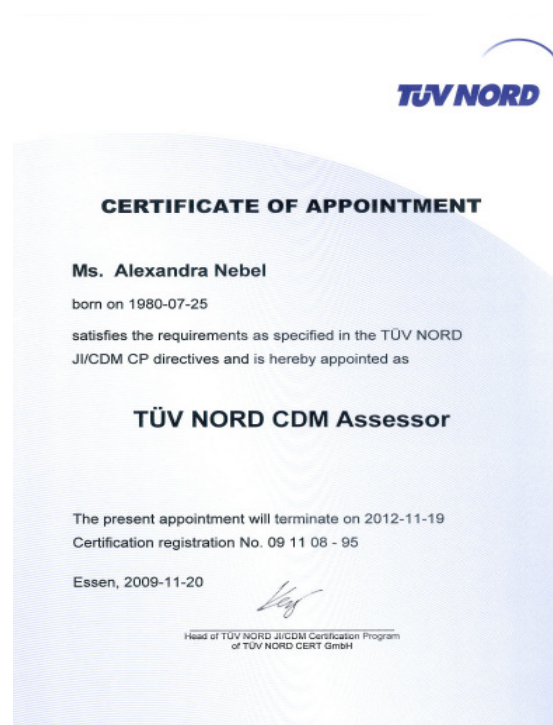 TÜV NORD
CERTIFICATE OF APPOINTMENT
Ms. Alexandra Nebel
born on 1980-07-25
satisfies the requirements as specified in the TÜV NORD
JI/CDM CP directives and is hereby appointed as
TÜV NORD CDM Assessor
The present appointment will terminate on 2012-11-19
Certification registration No. 09 11 08 - 95
Essen, 2009-11-20
Head of TÜV NORD JI/CDM Certification Program
of TÜV NORD CERT GmbH